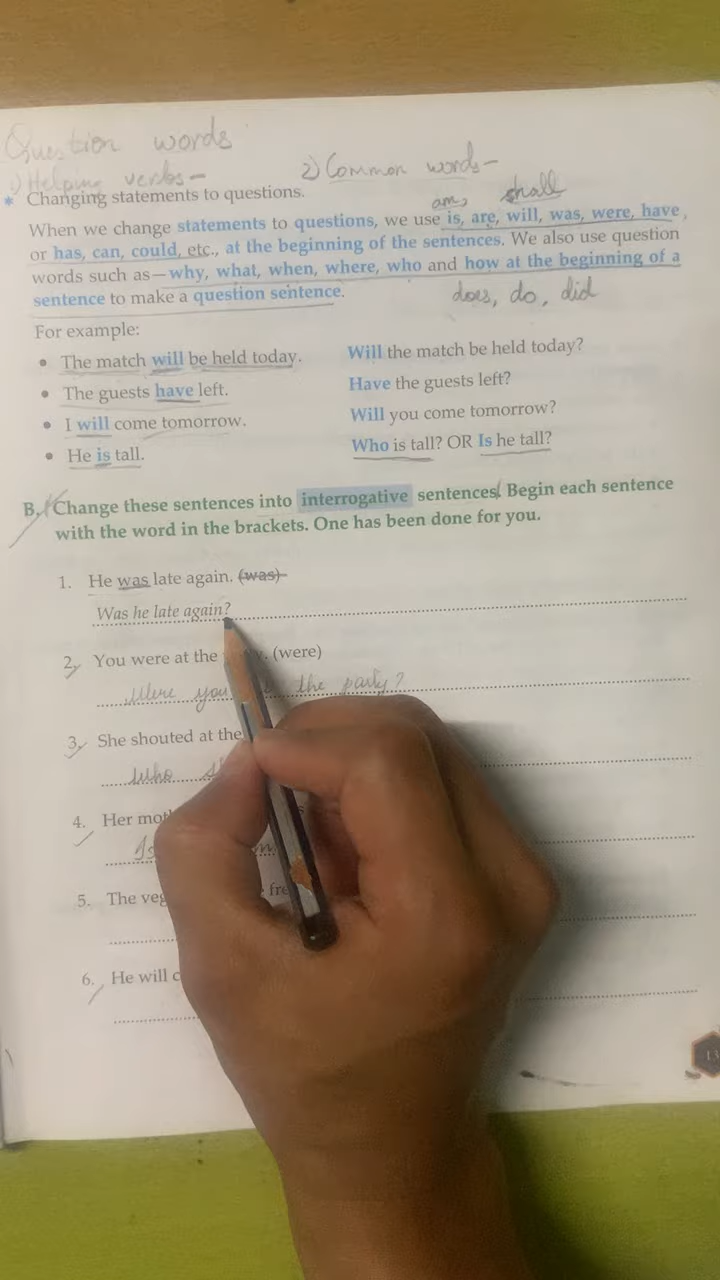 Question words
1) Helping verbs - 2) Common words -
* Changing statements to questions.
am, shall
When we change statements to questions, we use is, are, will, was, were, have,
or has, can, could, etc., at the beginning of the sentences. We also use question
words such as—why, what, when, where, who and how at the beginning of a
sentence to make a question sentence.
does, do, did
For example:
• The match will be held today. Will the match be held today?
• The guests have left. Have the guests left?
• I will come tomorrow. Will you come tomorrow?
• He is tall. Who is tall? OR Is he tall?
B. Change these sentences into interrogative sentences. Begin each sentence
with the word in the brackets. One has been done for you.
1. He was late again. (was)
Was he late again?
2. You were at the (were)
Were you the party?
3. She shouted at the
Who
4. Her
Is
5. The
6. He will
13